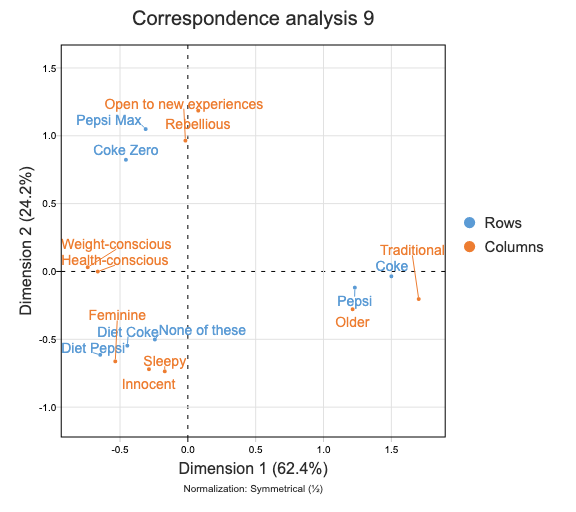 Correspondence analysis 9
1.5
Open to new experiences
Pepsi Max
Rebellious
1.0
Coke Zero
0.5
Rows
Weight-conscious
Traditional
Columns
Health-conscious
Coke
0.0
Pepsi
Feminine
Older
Diet Coke
None of these
-0.5
Diet Pepsi
Sleepy
Innocent
-1.0
-0.5
0.0
0.5
1.0
1.5
Dimension 2 (24.2%)
Dimension 1 (62.4%)
Normalization: Symmetrical (½)